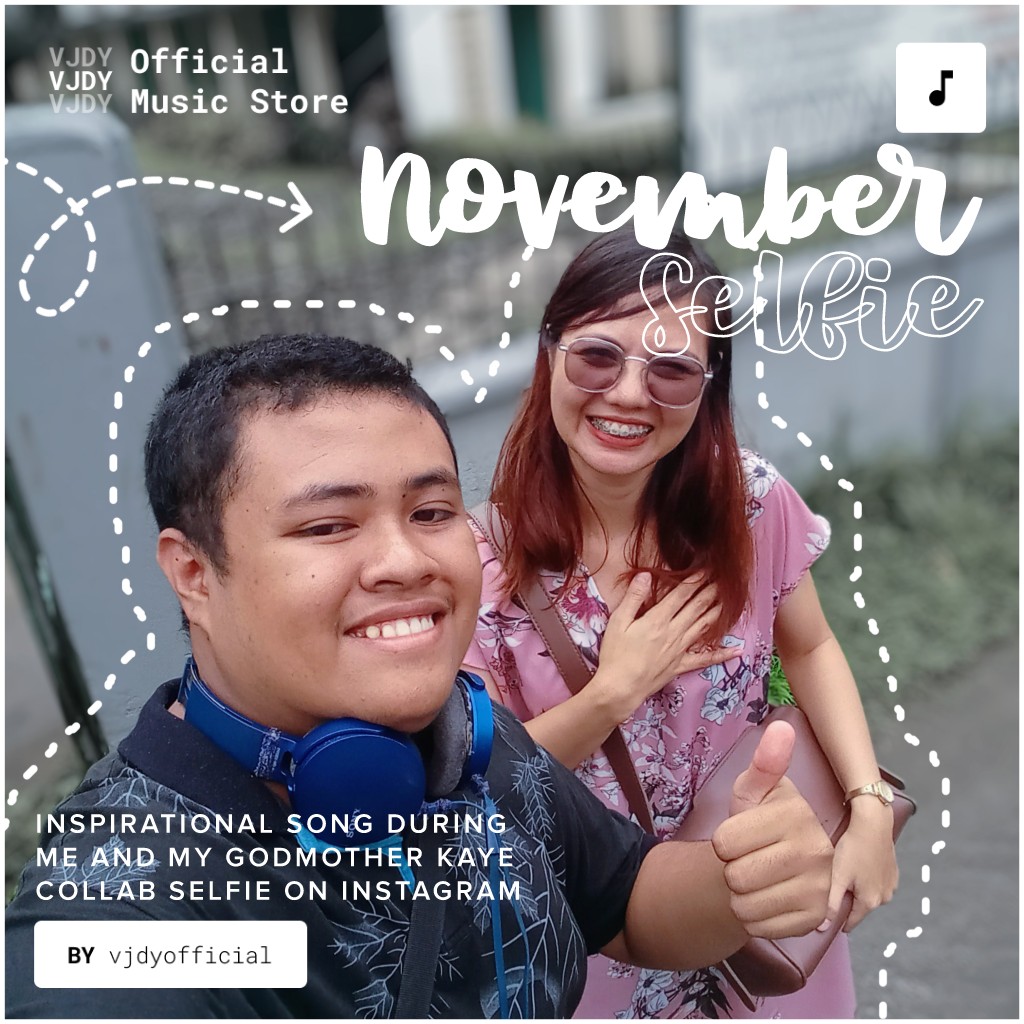 VJDY
VJDY
VJDY
Official
Music Store
november
selfie
INSPIRATIONAL SONG DURING
ME AND MY GODMOTHER KAYE
COLLAB SELFIE ON INSTAGRAM
BY vjdyofficial